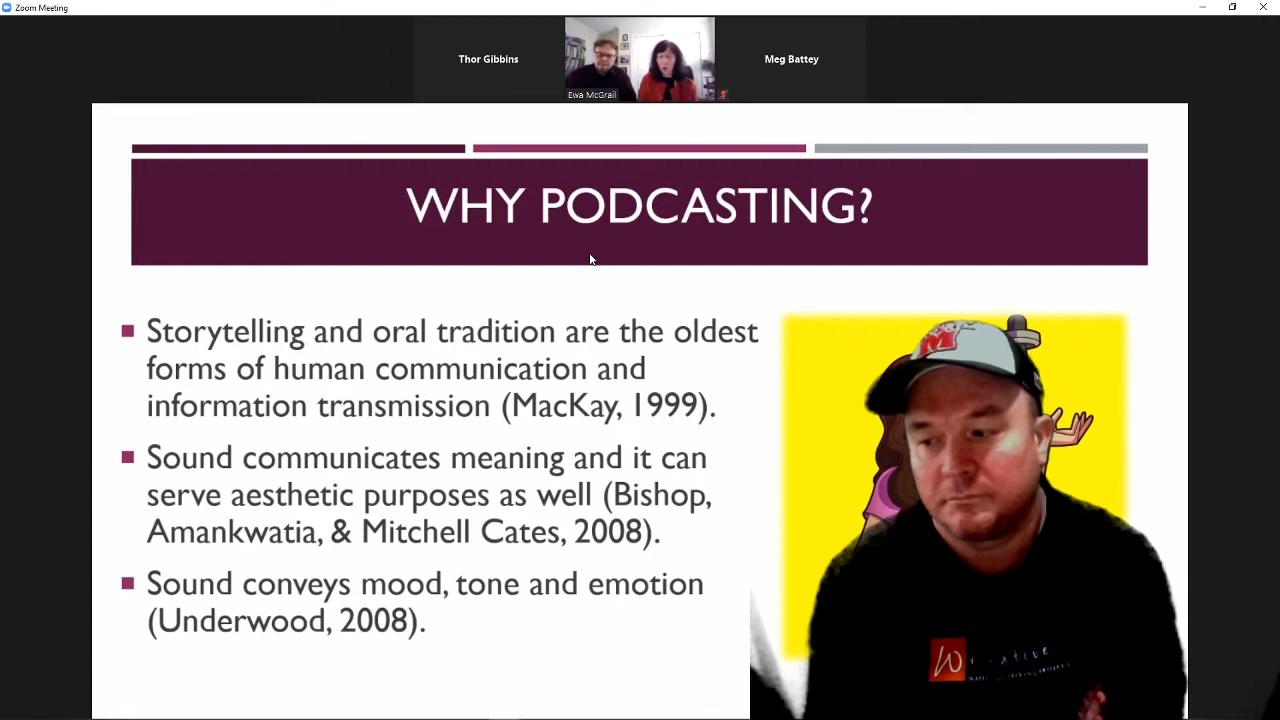 Zoom Meeting
Thor Gibbins
Ewa McGrail
Meg Battey
WHY PODCASTING?
Storytelling and oral tradition are the oldest
forms of human communication and
information transmission (MacKay, 1999).
Sound communicates meaning and it can
serve aesthetic purposes as well (Bishop,
Amankwatia, & Mitchell Cates, 2008).
Sound conveys mood, tone and emotion
(Underwood, 2008).
M
W